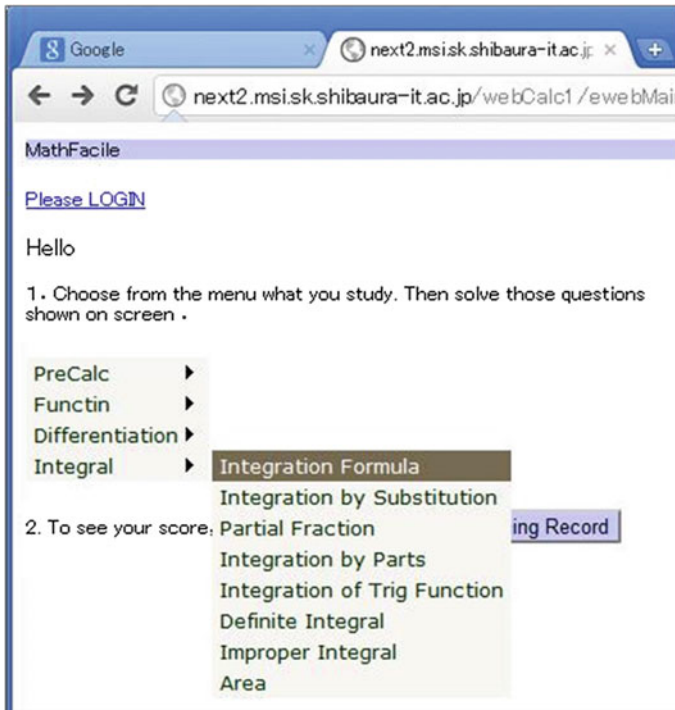 Google
next2.msi.sk.shibaura-it.ac.jp
next2.msi.sk.shibaura-it.ac.jp/webCalc1/ewebMai
MathFacile
Please LOGIN
Hello
1. Choose from the menu what you study. Then solve those questions
shown on screen .
PreCalc
Functin
Differentiation
Integral
Integration Formula
Integration by Substitution
2. To see your score, Partial Fraction ing Record
Integration by Parts
Integration of Trig Function
Definite Integral
Improper Integral
Area